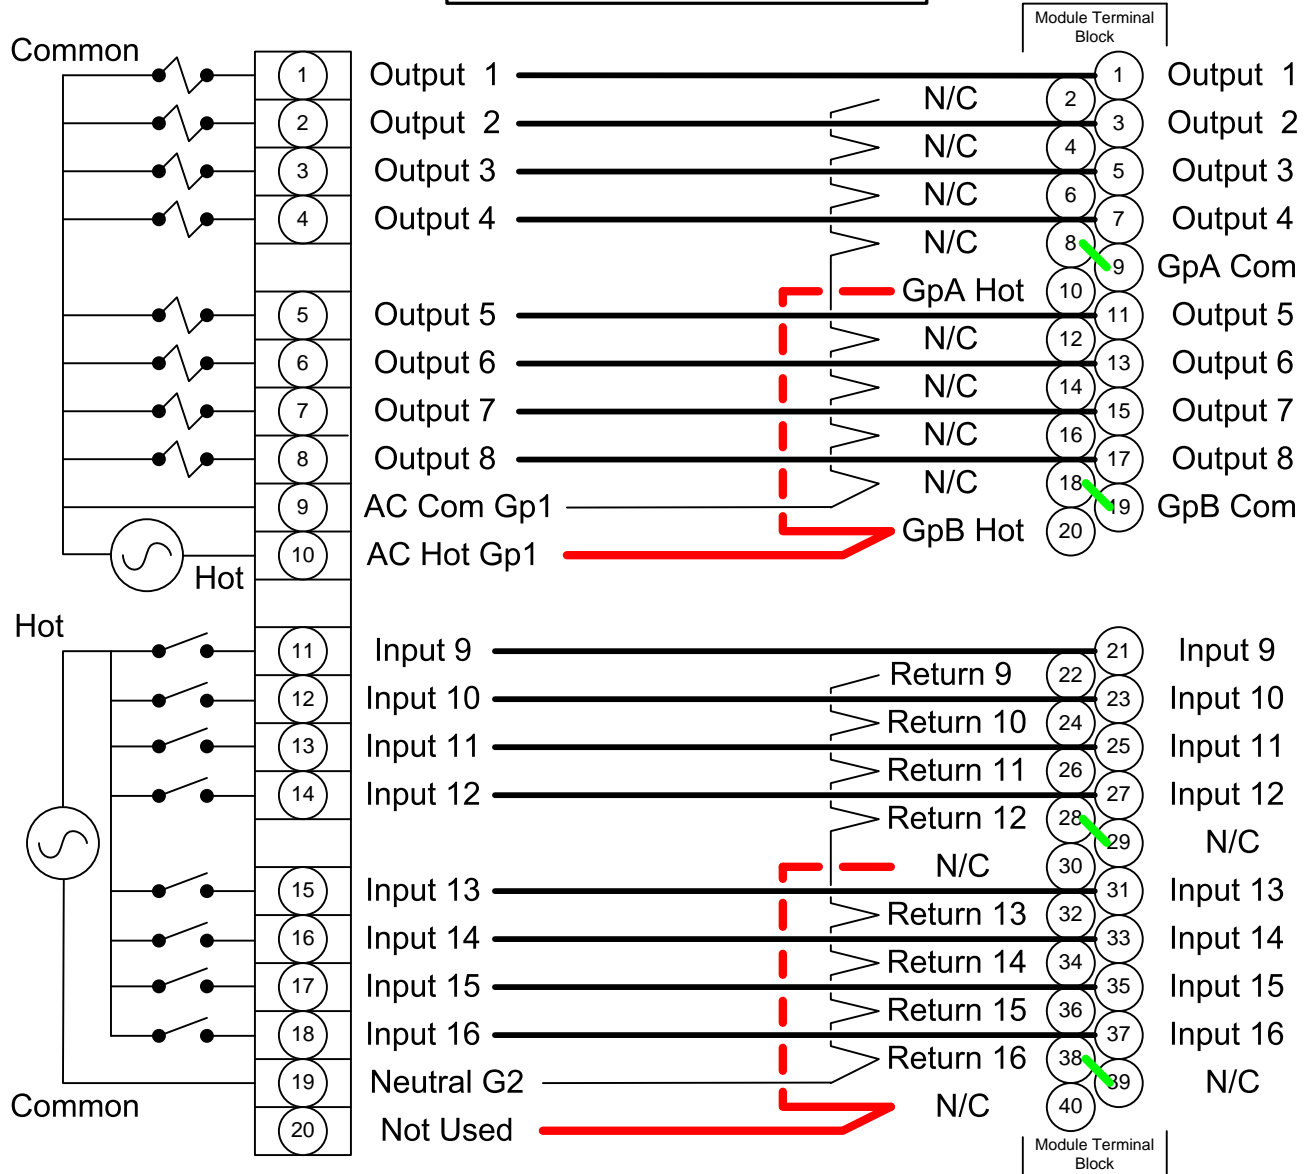 Module Terminal
Block
Common
1 Output 1 1 Output 1
N/C 2
2 Output 2 3 Output 2
N/C 4
3 Output 3 5 Output 3
N/C 6
4 Output 4 7 Output 4
N/C 8
9 GpA Com
GpA Hot 10
5 Output 5 11 Output 5
N/C 12
6 Output 6 13 Output 6
N/C 14
7 Output 7 15 Output 7
N/C 16
8 Output 8 17 Output 8
N/C 18
9 AC Com Gp1 19 GpB Com
GpB Hot 20
10 AC Hot Gp1
Hot
Hot
11 Input 9 21 Input 9
Return 9 22
12 Input 10 23 Input 10
Return 10 24
13 Input 11 25 Input 11
Return 11 26
14 Input 12 27 Input 12
Return 12 28
29 N/C
N/C 30
15 Input 13 31 Input 13
Return 13 32
16 Input 14 33 Input 14
Return 14 34
17 Input 15 35 Input 15
Return 15 36
18 Input 16 37 Input 16
Return 16 38
19 Neutral G2 39 N/C
Common
N/C 40
20 Not Used
Module Terminal
Block